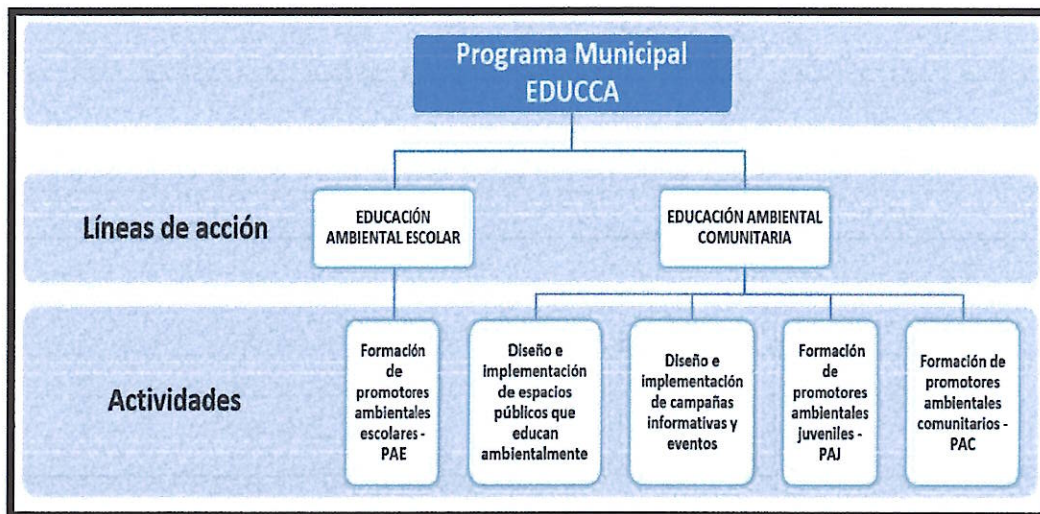 Programa Municipal
EDUCCA
Líneas de acción
EDUCACIÓN
AMBIENTAL ESCOLAR
EDUCACIÓN AMBIENTAL
COMUNITARIA
Actividades
Formación
de
promotores
ambientales
escolares -
PAE
Diseño e
implementación
de espacios
públicos que
educan
ambientalmente
Diseño e
implementación
de campañas
informativas y
eventos
Formación
de
promotores
ambientales
juveniles -
PAJ
Formación de
promotores
ambientales
comunitarios -
PAC